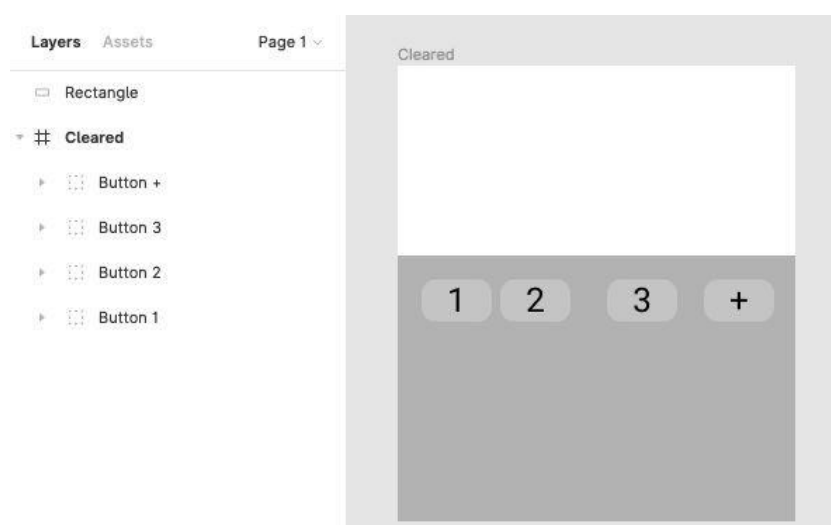 Layers Assets Page 1
Cleared
Rectangle
Cleared
Button +
Button 3
Button 2
Button 1
1 2 3 +